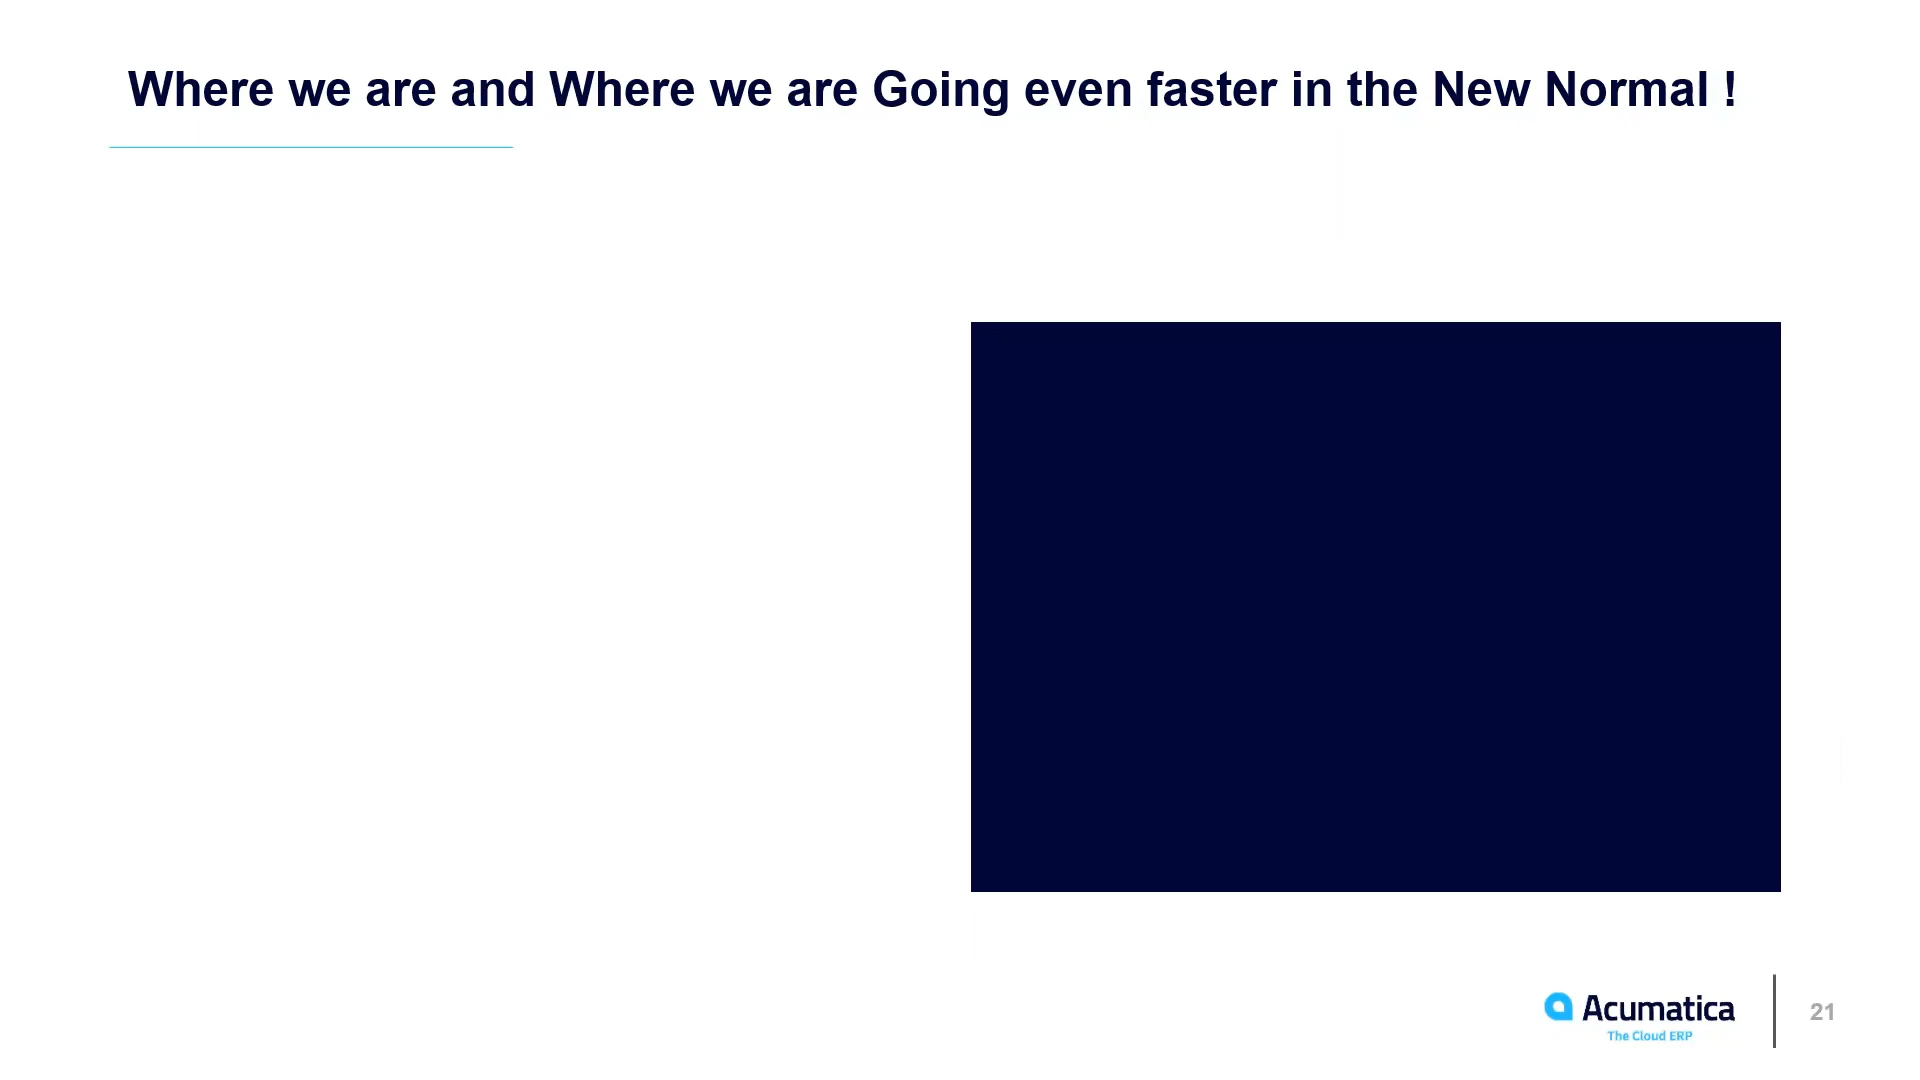 Where we are and Where we are Going even faster in the New Normal !
Acumatica
The Cloud ERP
21